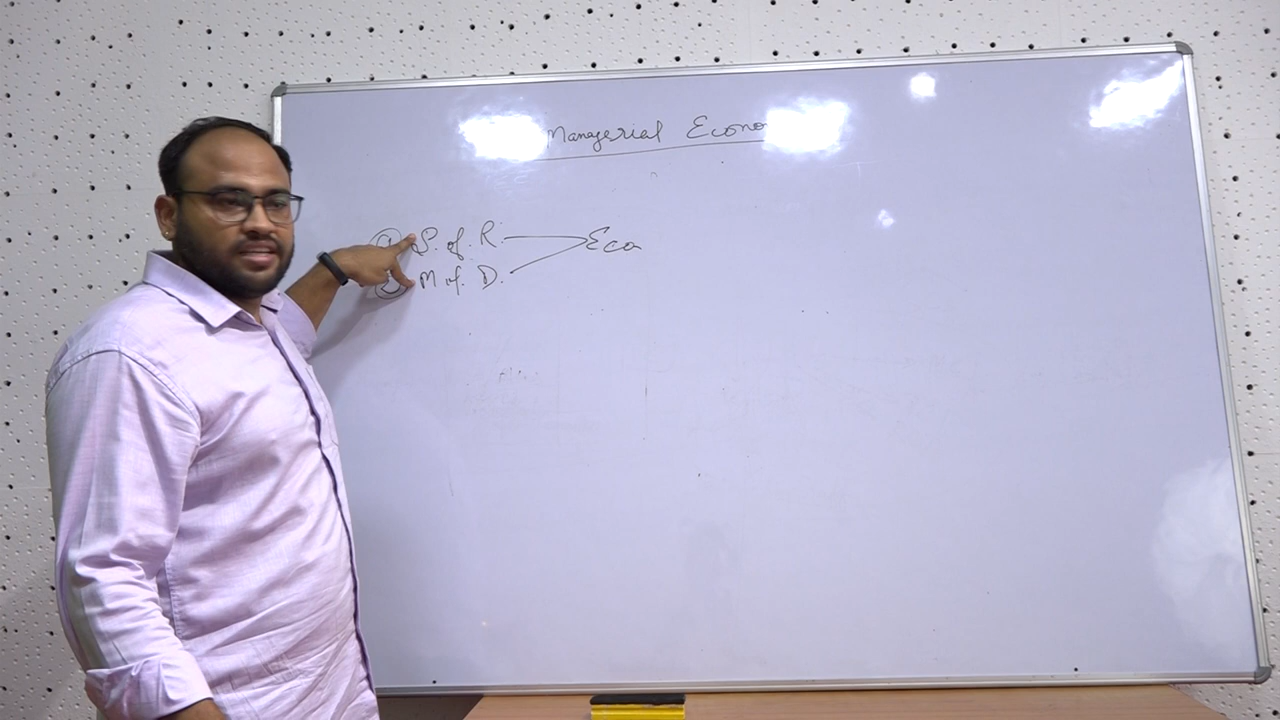 Managerial Econo
S. of. R. Eco
M. of. D.